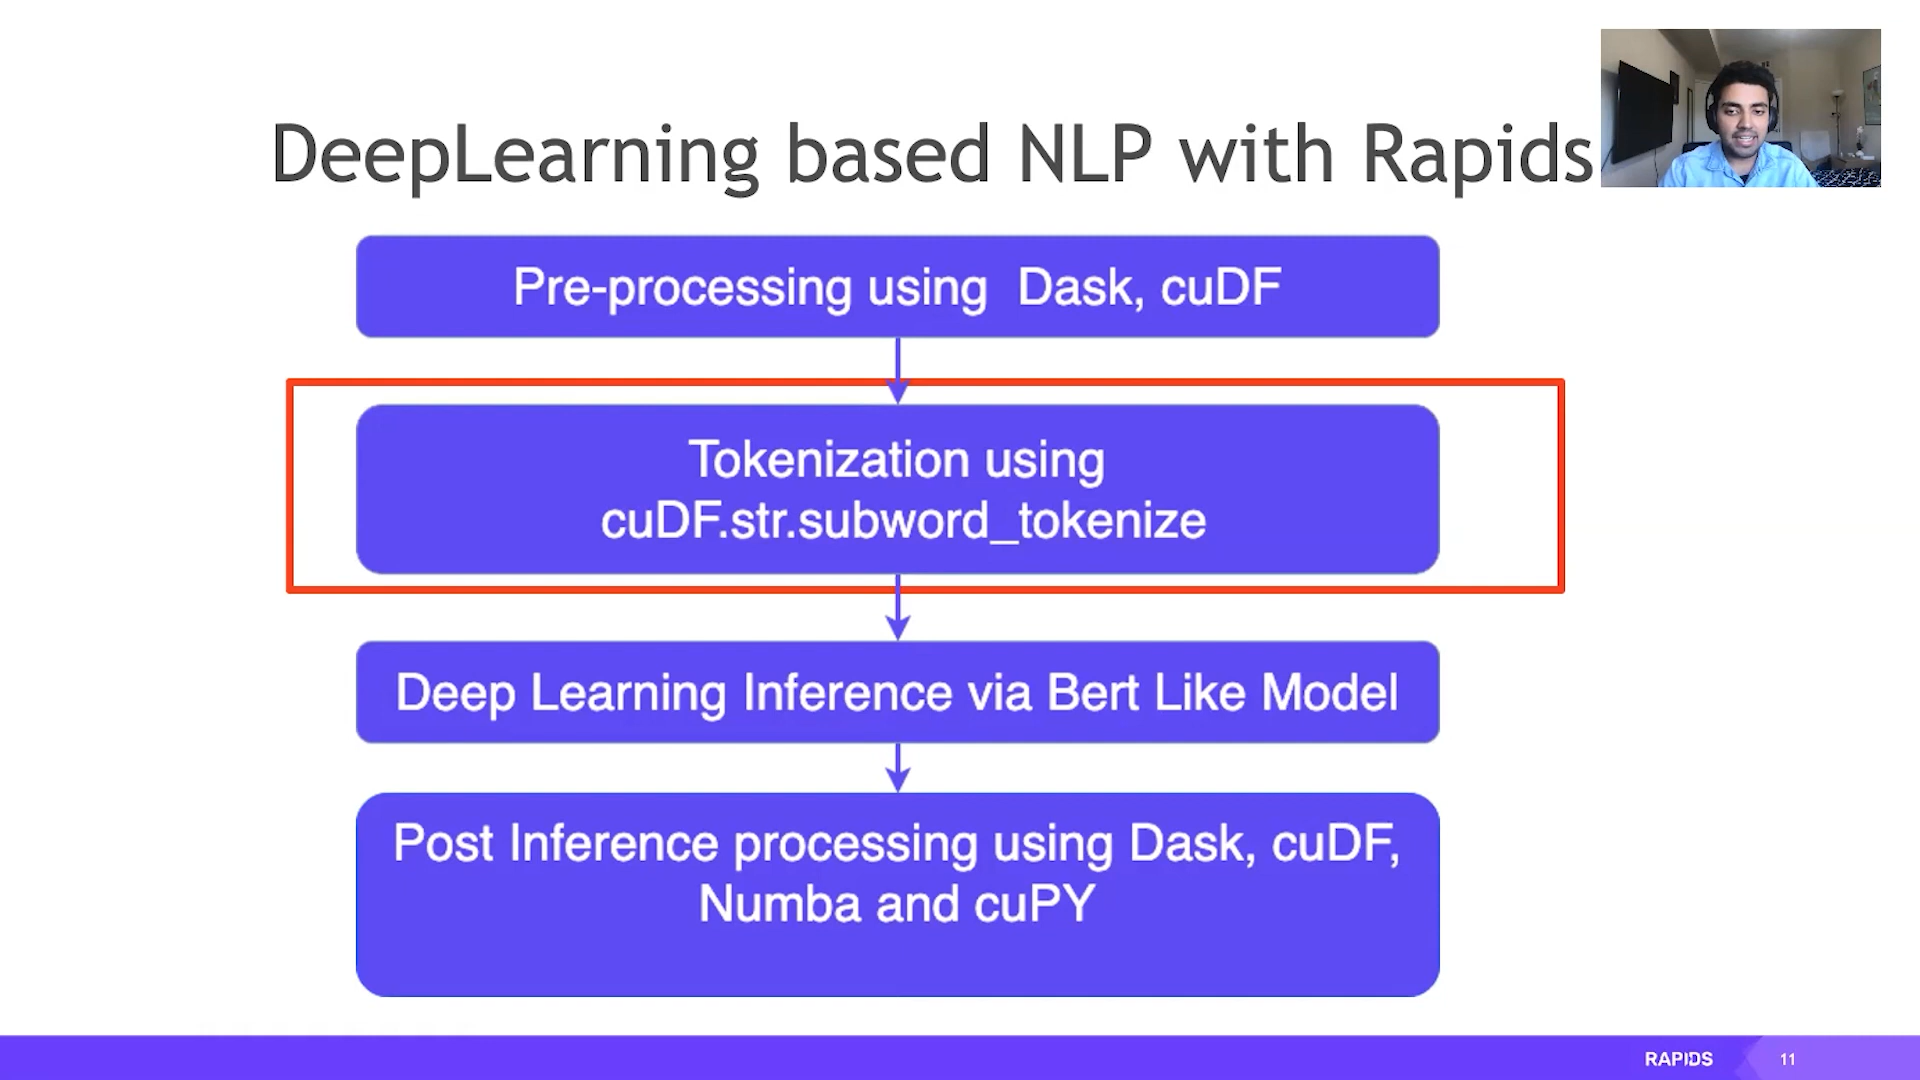 DeepLearning based NLP with Rapids
Pre-processing using  Dask, cuDF
Tokenization using
cuDF.str.subword_tokenize
Deep Learning Inference via Bert Like Model
Post Inference processing using Dask, cuDF,
Numba and cuPY
RAPIDS
11